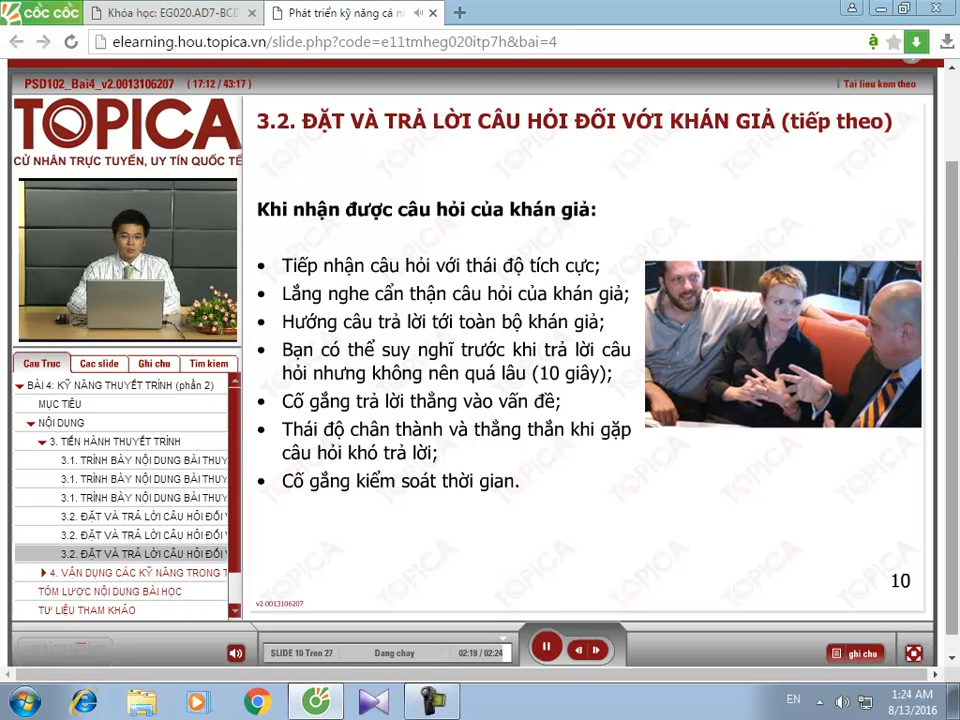 CỐC CỐC
Khóa học: EG020.AD7-BCD
Phát triển kỹ năng cá n
elearning.hou.topica.vn/slide.php?code=e11tmheg020itp7h&bai=4
PSD102_Bai4_v2.0013106207 ( 17:12 / 43:17 )
Tai lieu kem theo
TOPICA
CỬ NHÂN TRỰC TUYẾN, UY TÍN QUỐC TẾ
3.2. ĐẶT VÀ TRẢ LỜI CÂU HỎI ĐỐI VỚI KHÁN GIẢ (tiếp theo)
Khi nhận được câu hỏi của khán giả:
• Tiếp nhận câu hỏi với thái độ tích cực;
• Lắng nghe cẩn thận câu hỏi của khán giả;
• Hướng câu trả lời tới toàn bộ khán giả;
• Bạn có thể suy nghĩ trước khi trả lời câu
hỏi nhưng không nên quá lâu (10 giây);
• Cố gắng trả lời thẳng vào vấn đề;
• Thái độ chân thành và thẳng thắn khi gặp
câu hỏi khó trả lời;
• Cố gắng kiểm soát thời gian.
10
v2.0013106207
Cau Truc
Cac slide
Ghi chu
Tim kiem
BÀI 4: KỸ NĂNG THUYẾT TRÌNH (phần 2)
MỤC TIÊU
NỘI DUNG
3. TIẾN HÀNH THUYẾT TRÌNH
3.1. TRÌNH BÀY NỘI DUNG BÀI THUY
3.1. TRÌNH BÀY NỘI DUNG BÀI THUY
3.1. TRÌNH BÀY NỘI DUNG BÀI THUY
3.2. ĐẶT VÀ TRẢ LỜI CÂU HỎI ĐỐI V
3.2. ĐẶT VÀ TRẢ LỜI CÂU HỎI ĐỐI V
3.2. ĐẶT VÀ TRẢ LỜI CÂU HỎI ĐỐI V
4. VẬN DỤNG CÁC KỸ NĂNG TRONG T
TÓM LƯỢC NỘI DUNG BÀI HỌC
TƯ LIỆU THAM KHẢO
SLIDE 10 Tren 27
Dang chay
02:19 / 02:24
ghi chu
EN
1:24 AM
8/13/2016